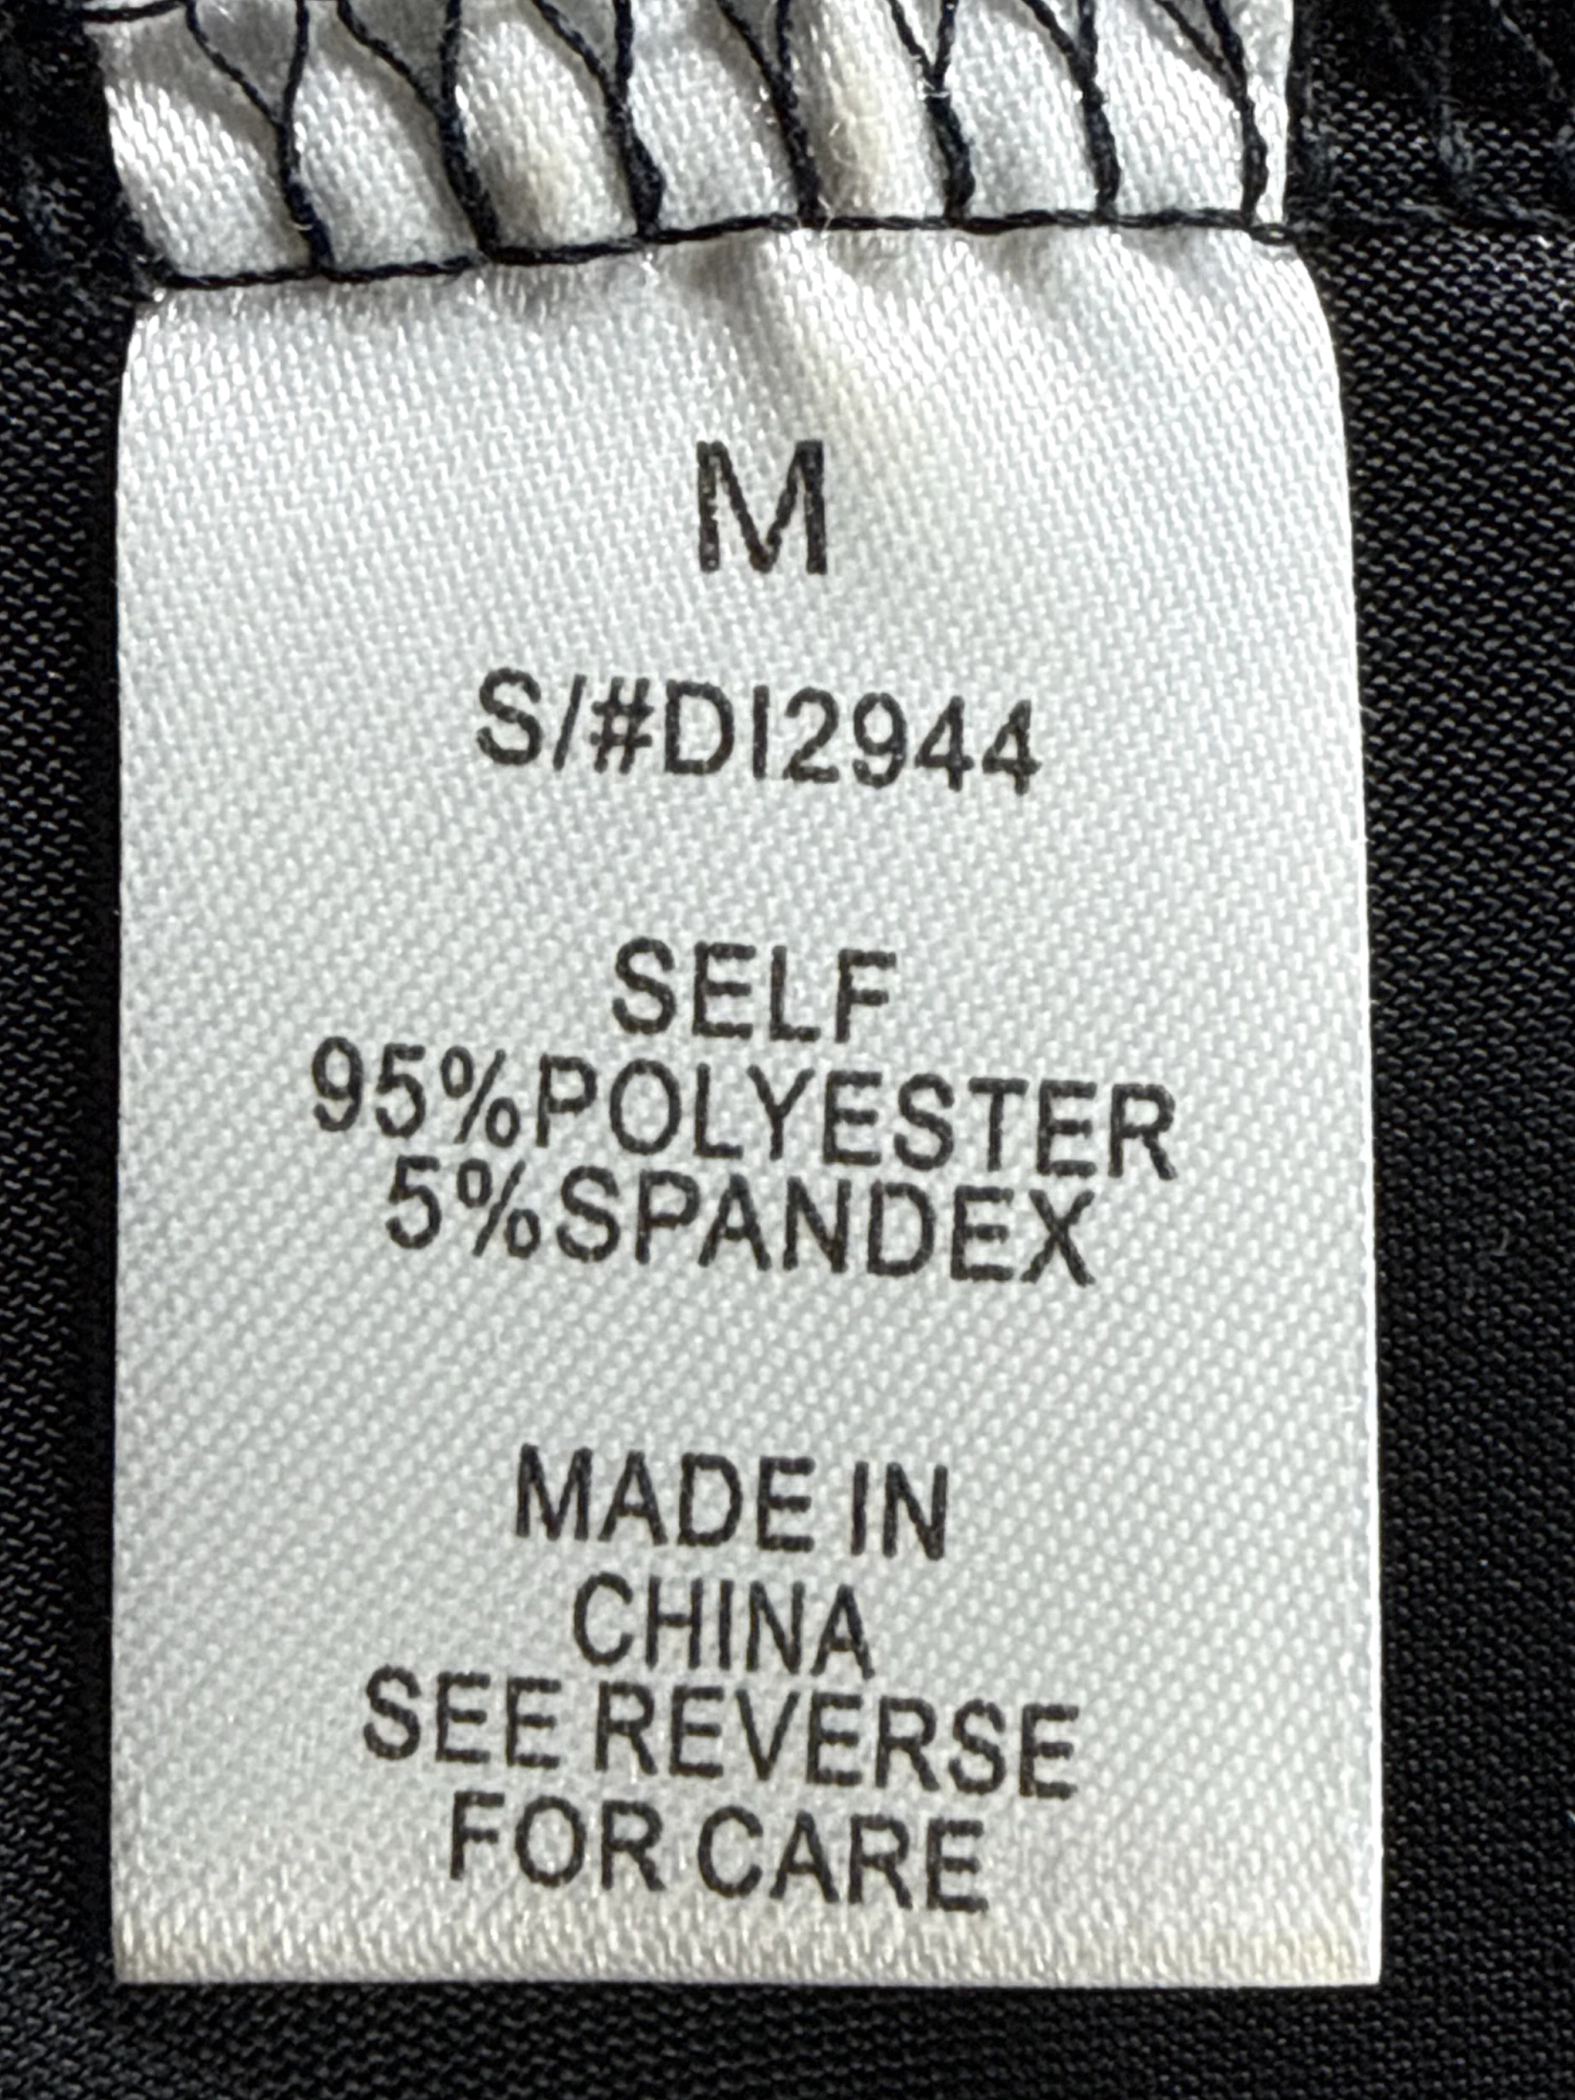 M
S/#DI2944
SELF
95%POLYESTER
5%SPANDEX
MADE IN
CHINA
SEE REVERSE
FOR CARE